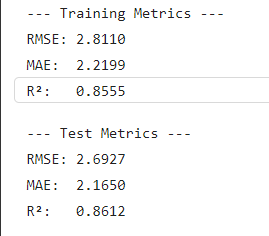 --- Training Metrics ---
RMSE: 2.8110
MAE: 2.2199
R²: 0.8555
--- Test Metrics ---
RMSE: 2.6927
MAE: 2.1650
R²: 0.8612